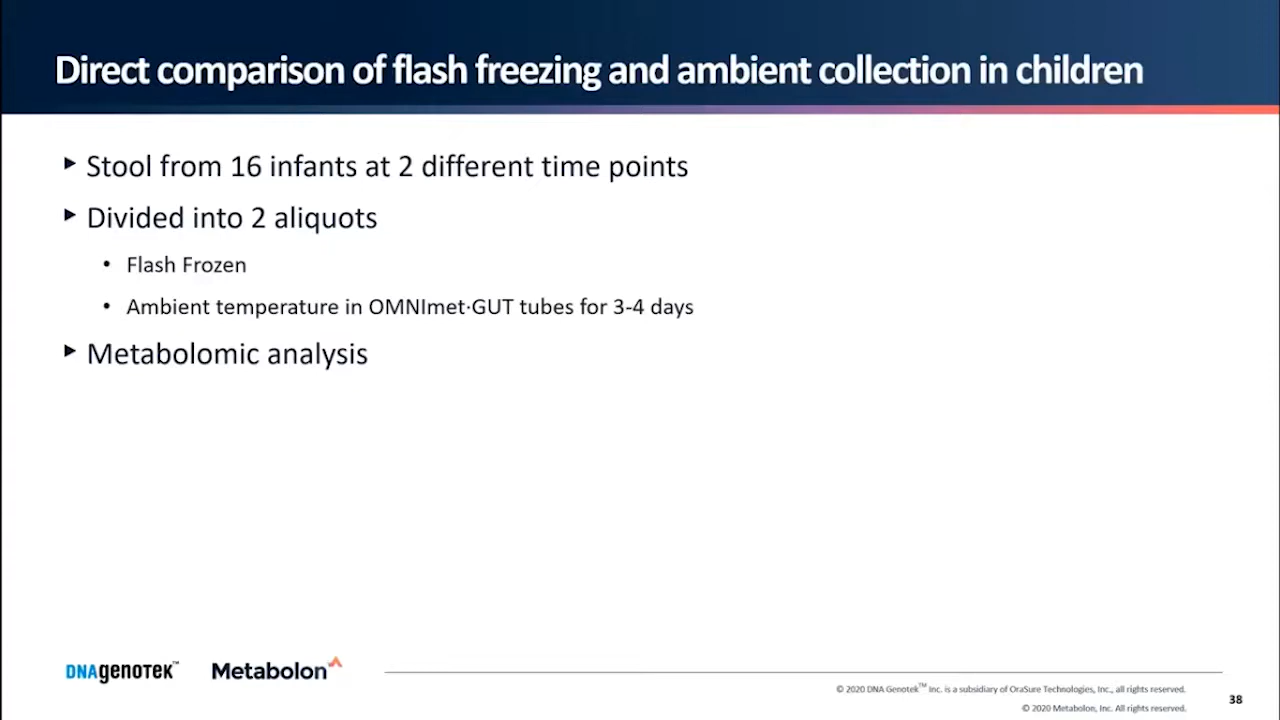 Direct comparison of flash freezing and ambient collection in children
Stool from 16 infants at 2 different time points
Divided into 2 aliquots
Flash Frozen
Ambient temperature in OMNImet·GUT tubes for 3-4 days
Metabolomic analysis
DNAgenotek™
Metabolon
© 2020 DNA Genotek™ Inc. is a subsidiary of OraSure Technologies, Inc., all rights reserved.
© 2020 Metabolon, Inc. All rights reserved.
38